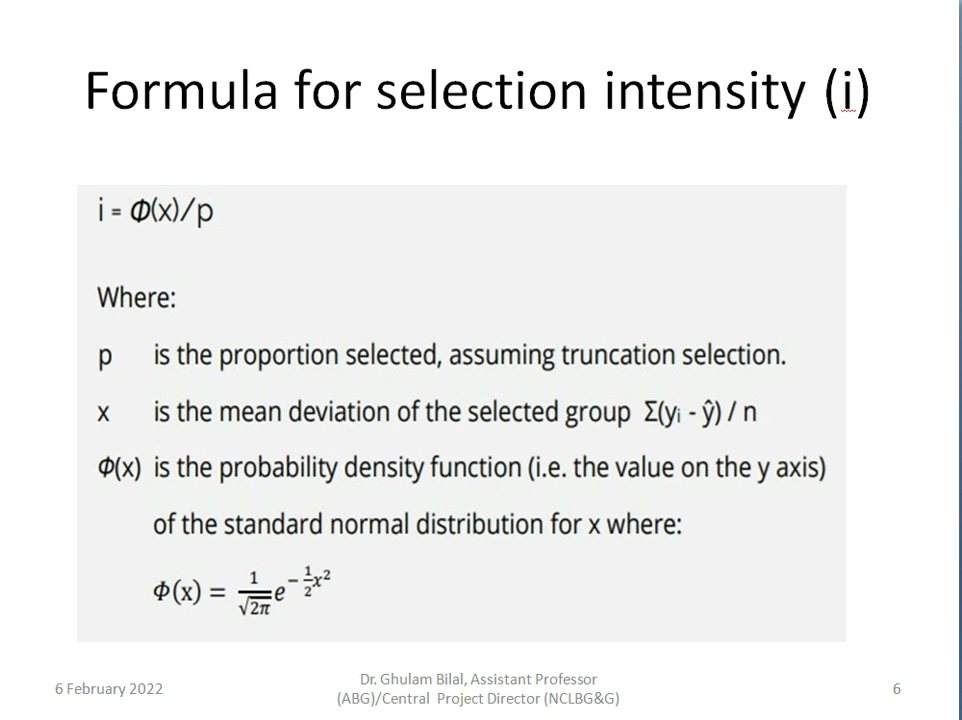 Formula for selection intensity (i)
i = Φ(x)/p
Where:
p is the proportion selected, assuming truncation selection.
x is the mean deviation of the selected group Σ(yᵢ - ŷ) / n
Φ(x) is the probability density function (i.e. the value on the y axis)
of the standard normal distribution for x where:
Φ(x) = 1/√2π e^(-1/2 x²)
6 February 2022
Dr. Ghulam Bilal, Assistant Professor
(ABG)/Central Project Director (NCLBG&G)
6